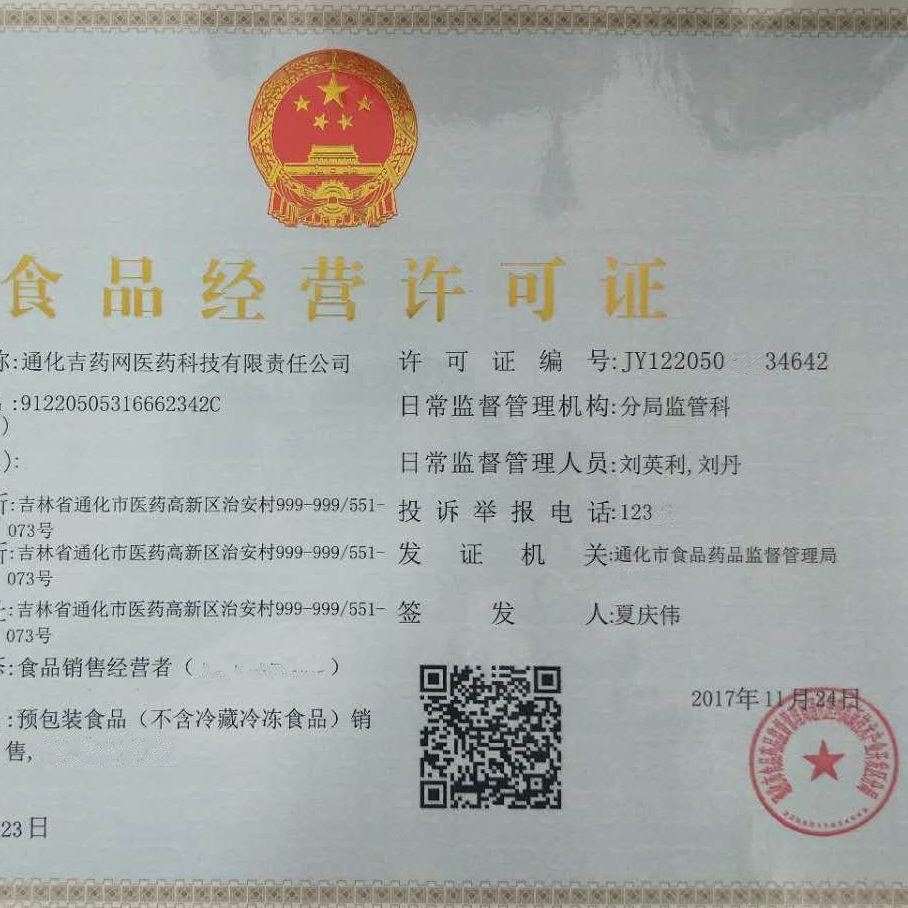 食品经营许可证
称:通化吉药网医药科技有限责任公司
许可证编号:JY122050 34642
:91220505316662342C
)
日常监督管理机构:分局监管科
):
日常监督管理人员:刘英利,刘丹
所:吉林省通化市医药高新区治安村999-999/551-
073号
投诉举报电话:123
所:吉林省通化市医药高新区治安村999-999/551-
073号
发证机关:通化市食品药品监督管理局
址:吉林省通化市医药高新区治安村999-999/551-
073号
签发人:夏庆伟
:食品销售经营者( )
:预包装食品(不含冷藏冷冻食品)销
售,
2017年11月24日
23日